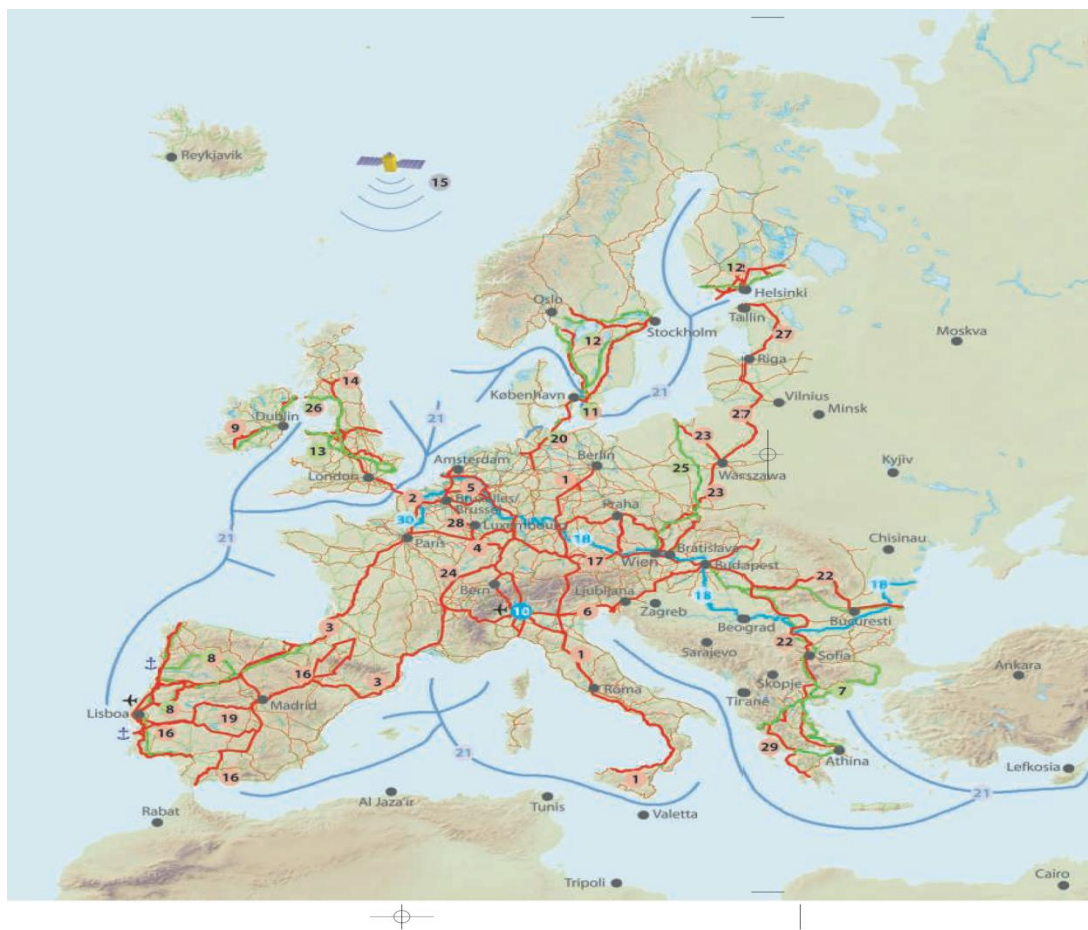 Reykjavik
15
12
Helsinki
Oslo
Taillin
Stockholm
27
Moskva
12
Riga
14
København
21
Vilnius
26
21
11
27
Minsk
9
Dublin
13
20
23
Amsterdam
Berlin
25
Warszawa
Kyjiv
London
5
1
2
Bruxelles/
Brussel
23
Praha
30
28
Luxembourg
18
21
Paris
4
17
Wien
Bratislava
Chisinau
Budapest
24
22
18
Bern
Ljubljana
18
10
6
Zagreb
Bucuresti
3
Beograd
22
8
1
Sarajevo
Sofia
16
3
Skopje
Ankara
Roma
Tirane
7
Madrid
Lisboa
8
19
16
21
29
Athina
1
Lefkosia
16
21
Al Jaza'ir
Tunis
Rabat
Valetta
Cairo
Tripoli